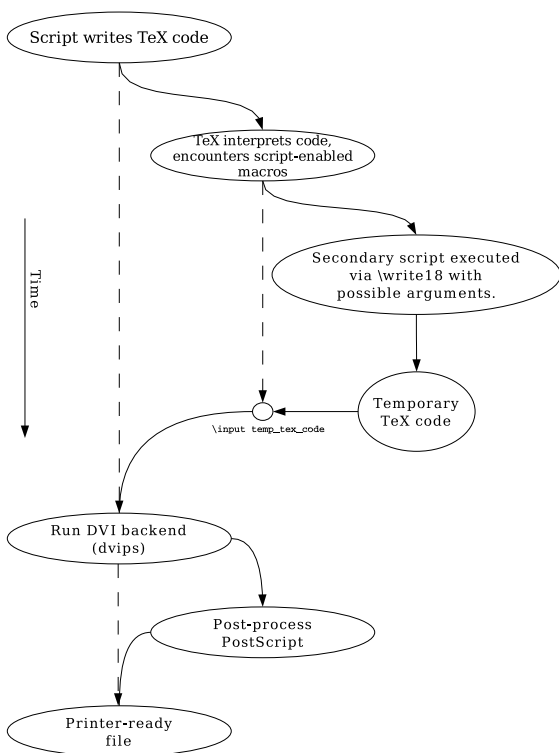 Script writes TeX code
TeX interprets code,
encounters script-enabled
macros
Secondary script executed
via \write18 with
possible arguments.
Time
Temporary
TeX code
\input temp_tex_code
Run DVI backend
(dvips)
Post-process
PostScript
Printer-ready
file